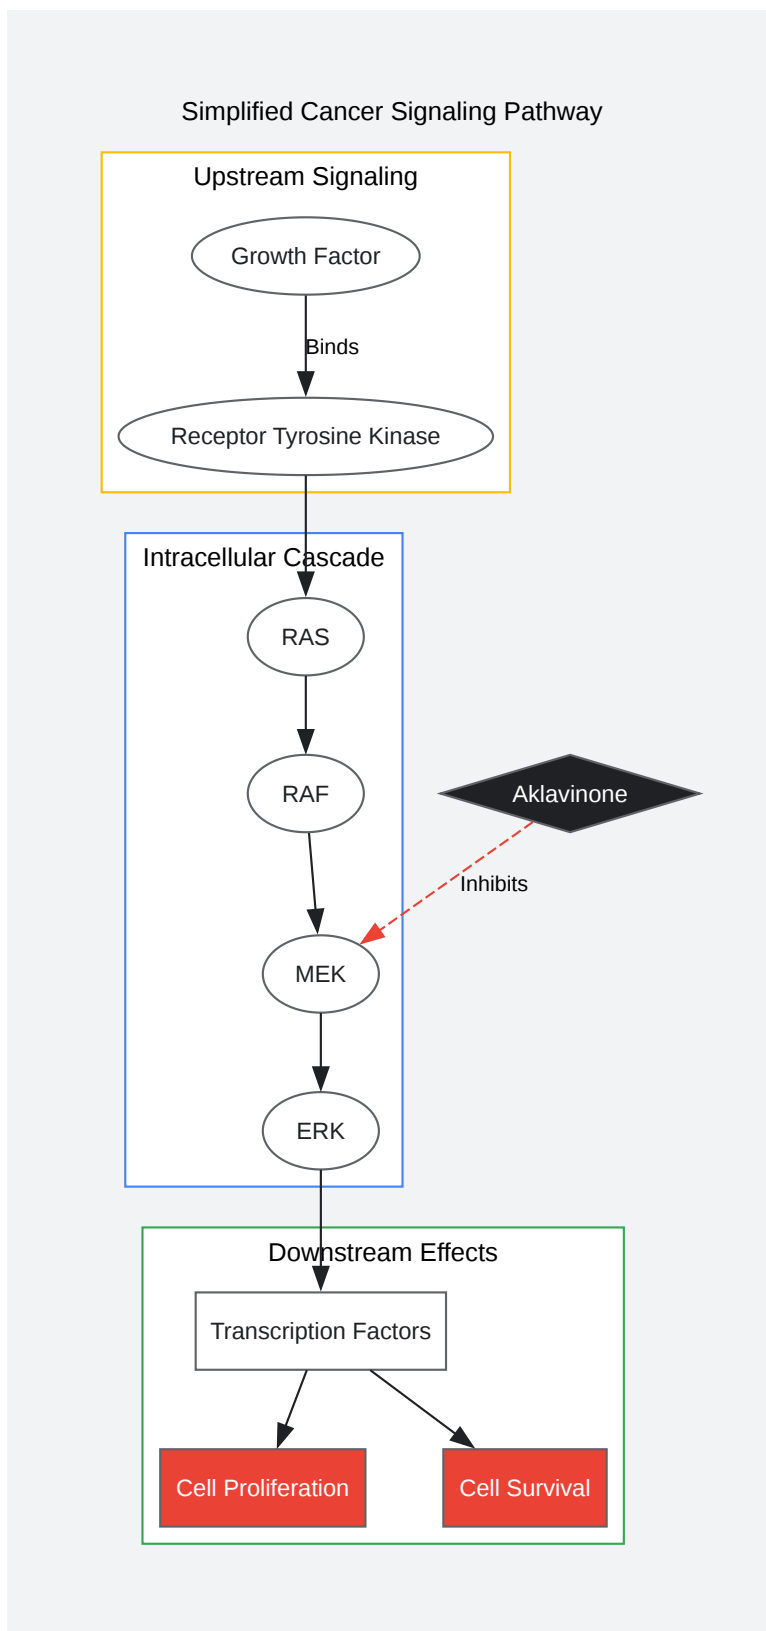 Simplified Cancer Signaling Pathway
Upstream Signaling
Growth Factor
Binds
Receptor Tyrosine Kinase
Intracellular Cascade
RAS
RAF
Aklavinone
Inhibits
MEK
ERK
Downstream Effects
Transcription Factors
Cell Proliferation
Cell Survival